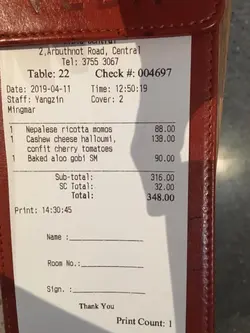 2,Arbuthnot Road, Central
Tel: 3755 3067
Table: 22 Check #: 004697
Date: 2019-04-11 Time: 12:50:19
Staff: Yangzin Cover: 2
Mingmar
1 Nepalese ricotta momos 88.00
1 Cashew cheese halloumi, 138.00
confit cherry tomatoes
1 Baked aloo gobi SM 90.00
Sub-total: 316.00
SC Total: 32.00
Total: 348.00
Print: 14:30:45
Name :
Room No.:
Sign. :
Thank You
Print Count: 1